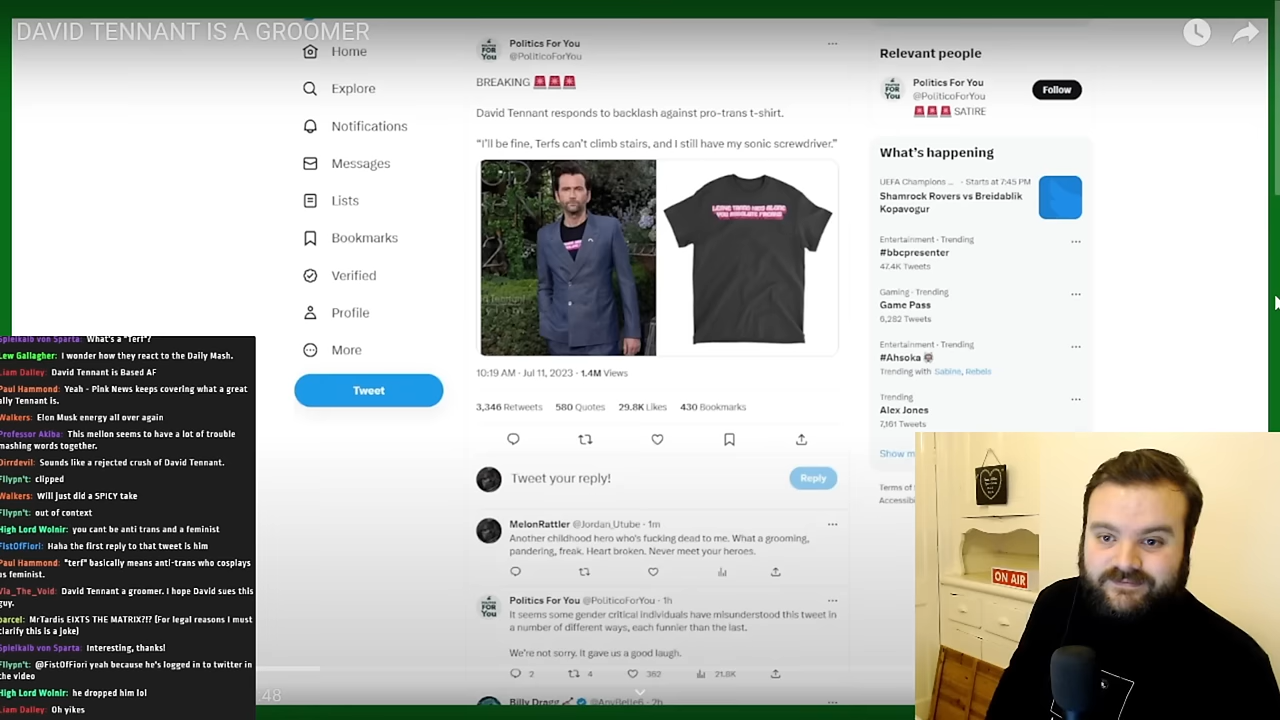 DAVID TENNANT IS A GROOMER
Home
Explore
Notifications
Messages
Lists
Bookmarks
Verified
Profile
More
Tweet
Politics For You
@PoliticoForYou
BREAKING 🚨🚨🚨
David Tennant responds to backlash against pro-trans t-shirt.
“I'll be fine, Terfs can't climb stairs, and I still have my sonic screwdriver.”
10:19 AM · Jul 11, 2023 · 1.4M Views
3,346 Retweets 580 Quotes 29.8K Likes 430 Bookmarks
Tweet your reply!
Reply
MelonRattler @Jordan_Utube · 1m
Another childhood hero who's fucking dead to me. What a grooming,
pandering, freak. Heart broken. Never meet your heroes.
Politics For You @PoliticoForYou · 1h
It seems some gender critical individuals have misunderstood this tweet in
a number of different ways, each funnier than the last.
We're not sorry. It gave us a good laugh.
2 4 362 21.8K
Billy Dragg
Relevant people
Politics For You
@PoliticoForYou
Follow
🚨🚨🚨 SATIRE
What's happening
UEFA Champions ... · Starts at 7:45 PM
Shamrock Rovers vs Breidablik
Kopavogur
Entertainment · Trending
#bbcpresenter
47.4K Tweets
Gaming · Trending
Game Pass
6,282 Tweets
Entertainment · Trending
#Ahsoka
Trending with Sabine, Rebels
Trending
Alex Jones
7,161 Tweets
Show m
Terms of
Accessibi
Spielkalb von Sparta: What's a "Terf"?
Lew Gallagher: I wonder how they react to the Daily Mash.
Liam Dalley: David Tennant is Based AF
Paul Hammond: Yeah - Pink News keeps covering what a great
ally Tennant is.
Walkers: Elon Musk energy all over again
Professor Akiba: This mellon seems to have a lot of trouble
mashing words together.
Dirrdevil: Sounds like a rejected crush of David Tennant.
Fllypn't: clipped
Walkers: Will just did a SPICY take
Fllypn't: out of context
High Lord Wolnir: you cant be anti trans and a feminist
FistOfFiori: Haha the first reply to that tweet is him
Paul Hammond: "terf" basically means anti-trans who cosplays
as feminist.
Via_The_Void: David Tennant a groomer. I hope David sues this
guy.
parcel: MrTardis EIXTS THE MATRIX?!? (For legal reasons I must
clarify this is a joke)
Spielkalb von Sparta: Interesting, thanks!
Fllypn't: @FistOfFiori yeah because he's logged in to twitter in
the video
High Lord Wolnir: he dropped him lol
Liam Dalley: Oh yikes
48
ON AIR